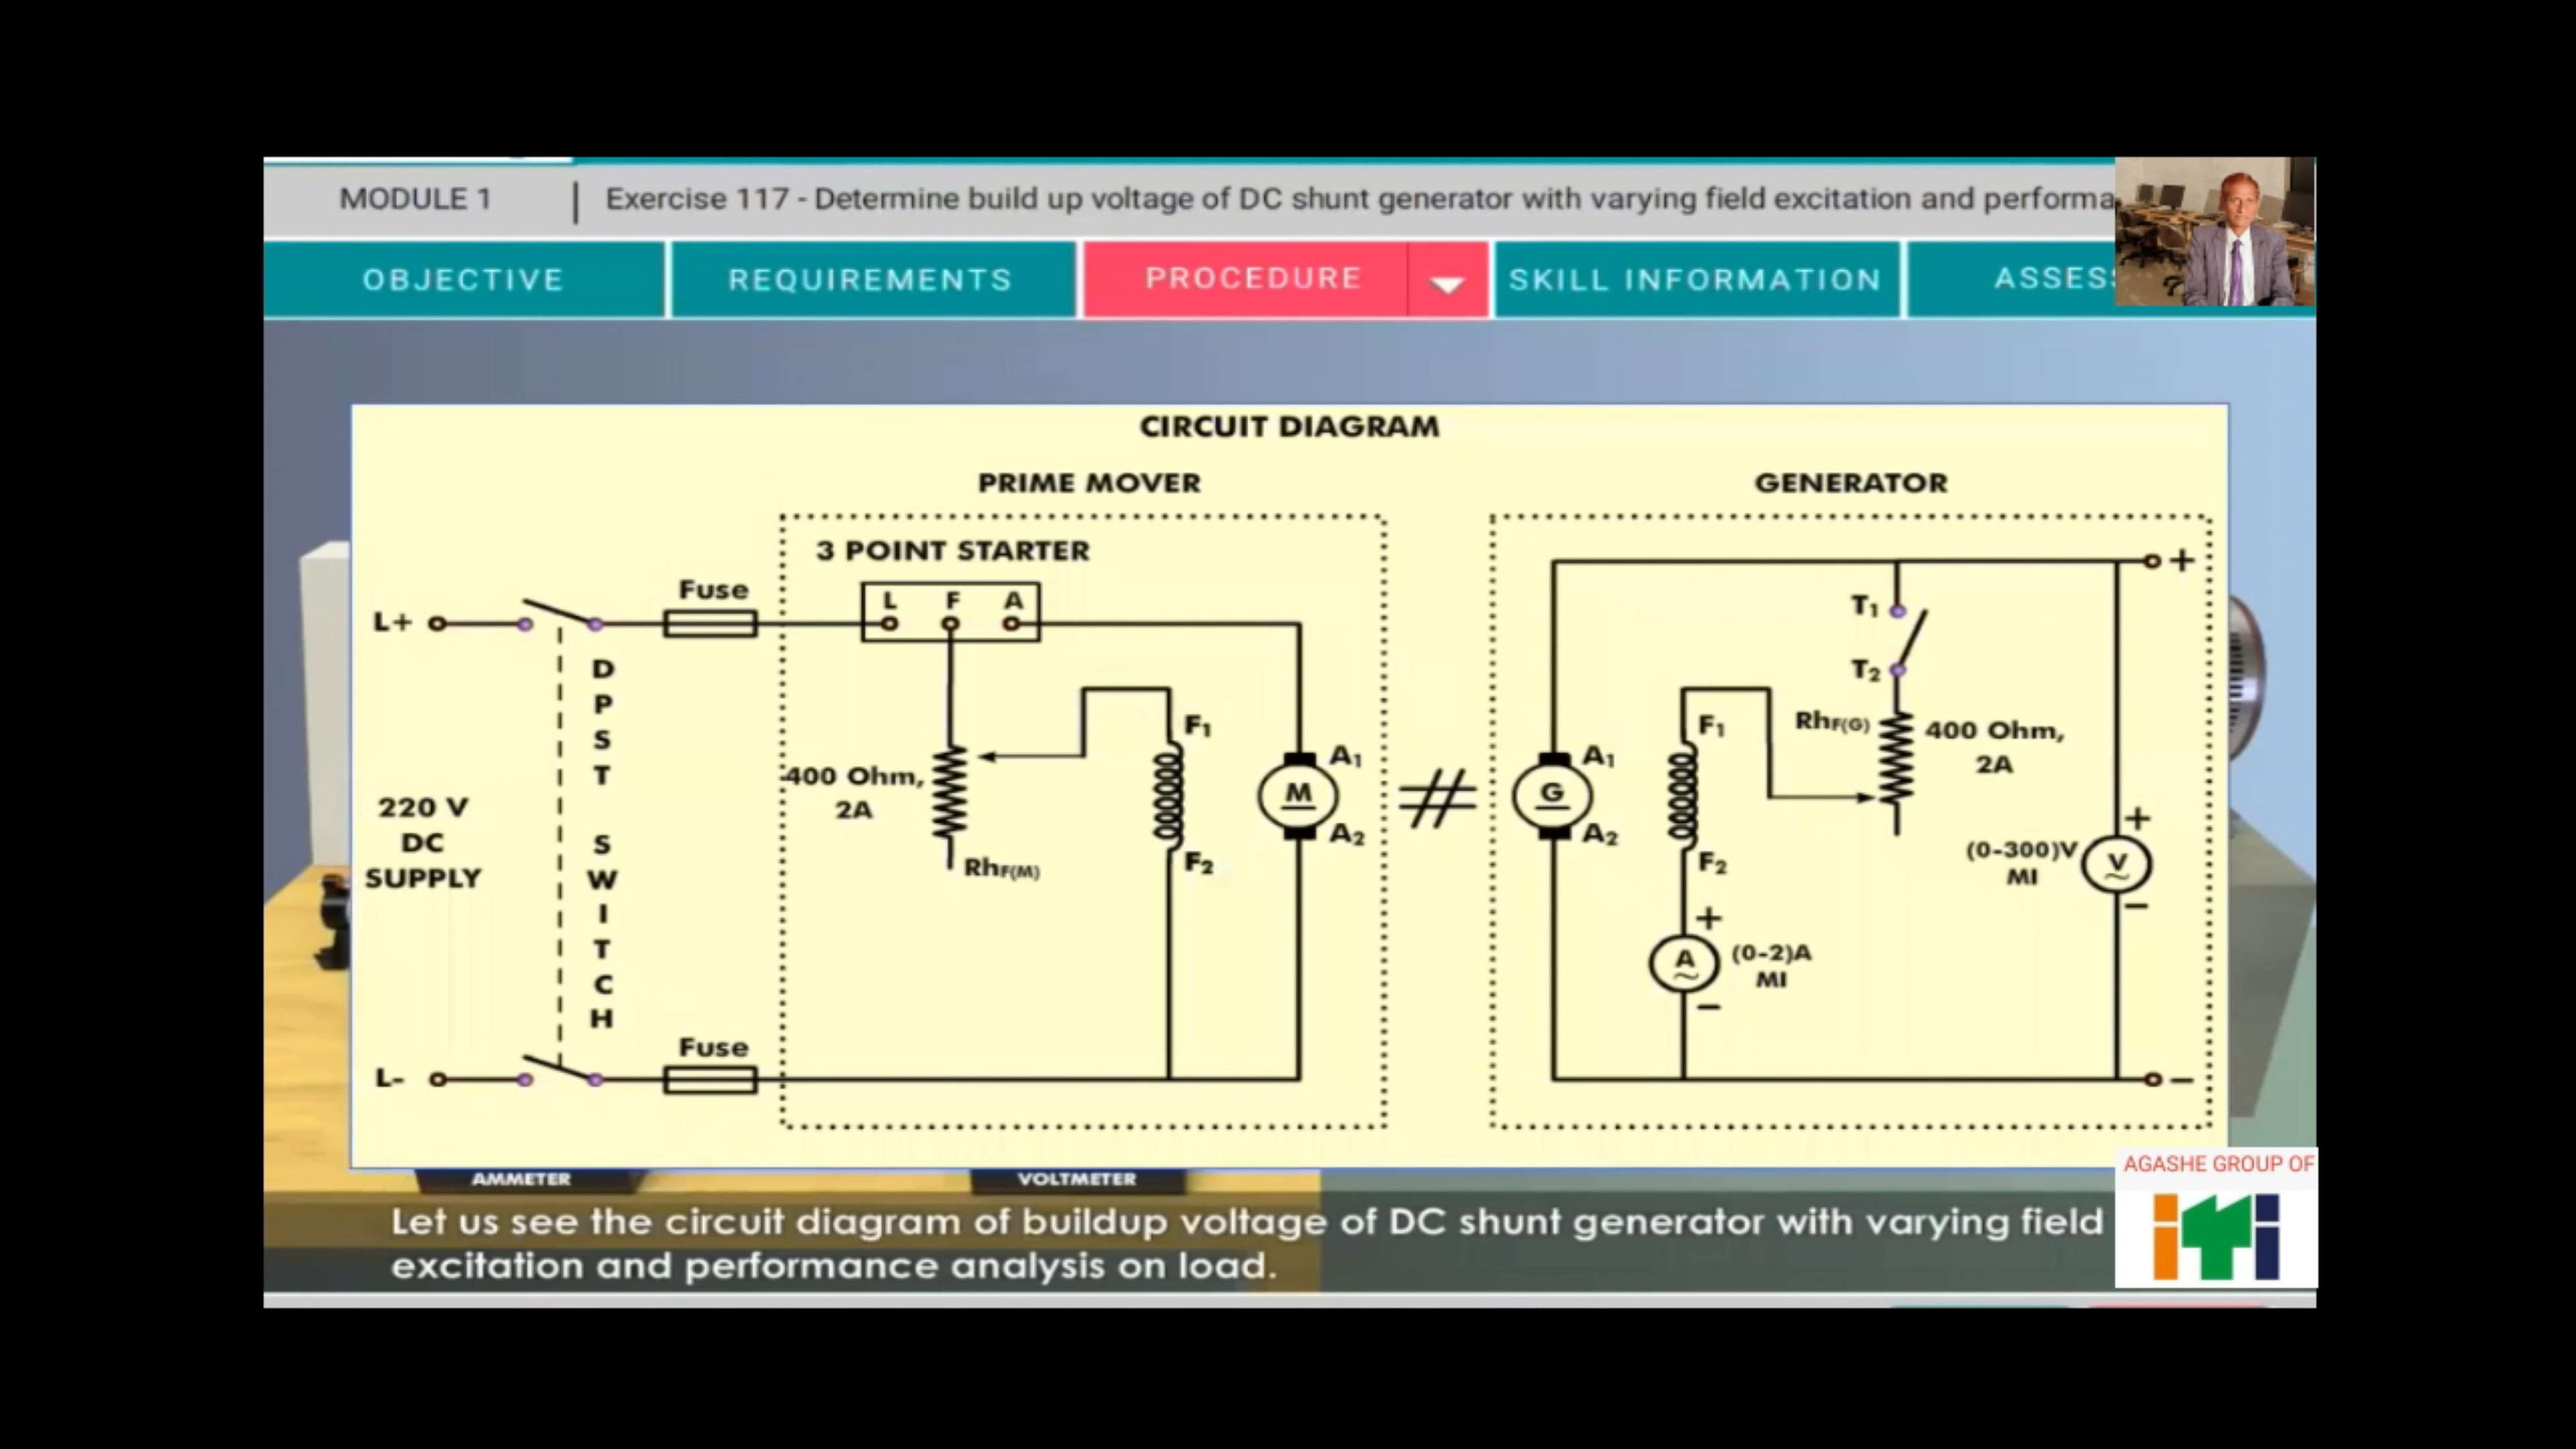 MODULE 1
Exercise 117 - Determine build up voltage of DC shunt generator with varying field excitation and performa
OBJECTIVE
REQUIREMENTS
PROCEDURE
SKILL INFORMATION
ASSES
CIRCUIT DIAGRAM
PRIME MOVER
GENERATOR
3 POINT STARTER
L F A
Fuse
L+
DPST SWITCH
220 V
DC
SUPPLY
400 Ohm,
2A
RhF(M)
F1
F2
A1
M
A2
Fuse
L-
+
T1
T2
A1
G
A2
F1
F2
RhF(G)
400 Ohm,
2A
+
(0-300)V
MI
V
~
−
+
A
~
(0-2)A
MI
−
−
AMMETER
VOLTMETER
Let us see the circuit diagram of buildup voltage of DC shunt generator with varying field
excitation and performance analysis on load.
AGASHE GROUP OF
iTi